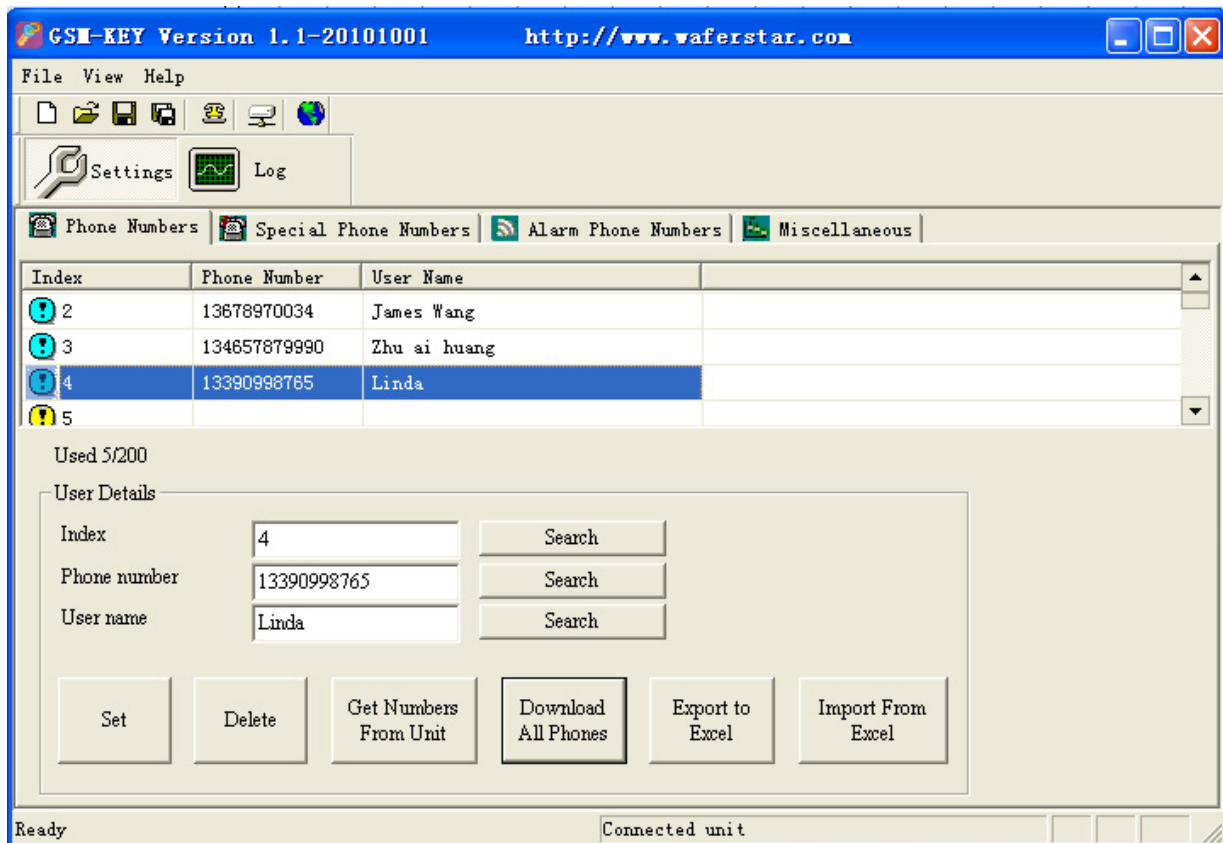 GSM-KEY Version 1.1-20101001 http://www.waferstar.com
File View Help
Settings Log
Phone Numbers Special Phone Numbers Alarm Phone Numbers Miscellaneous
Index Phone Number User Name
2 13678970034 James Wang
3 134657879990 Zhu ai huang
4 13390998765 Linda
5
Used 5/200
User Details
Index 4 Search
Phone number 13390998765 Search
User name Linda Search
Set Delete Get Numbers From Unit Download All Phones Export to Excel Import From Excel
Ready Connected unit